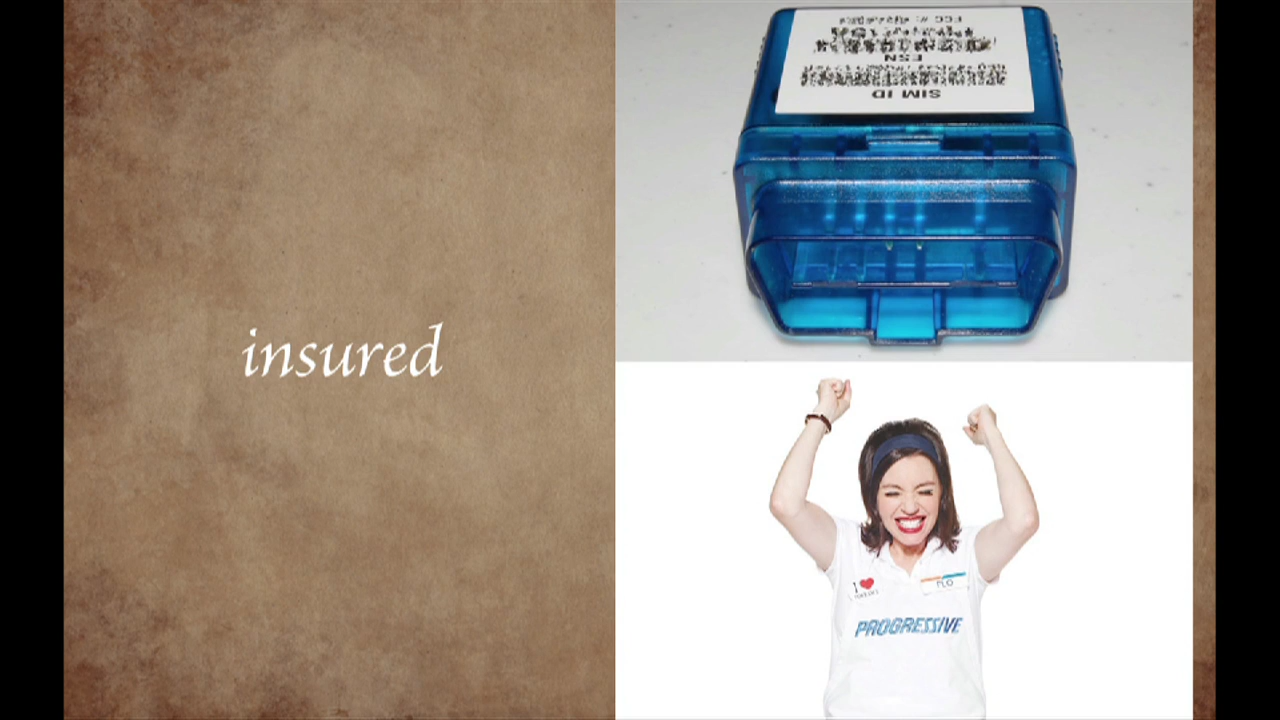 insured
SIM ID
ESN
I ❤
FLO
PROGRESSIVE